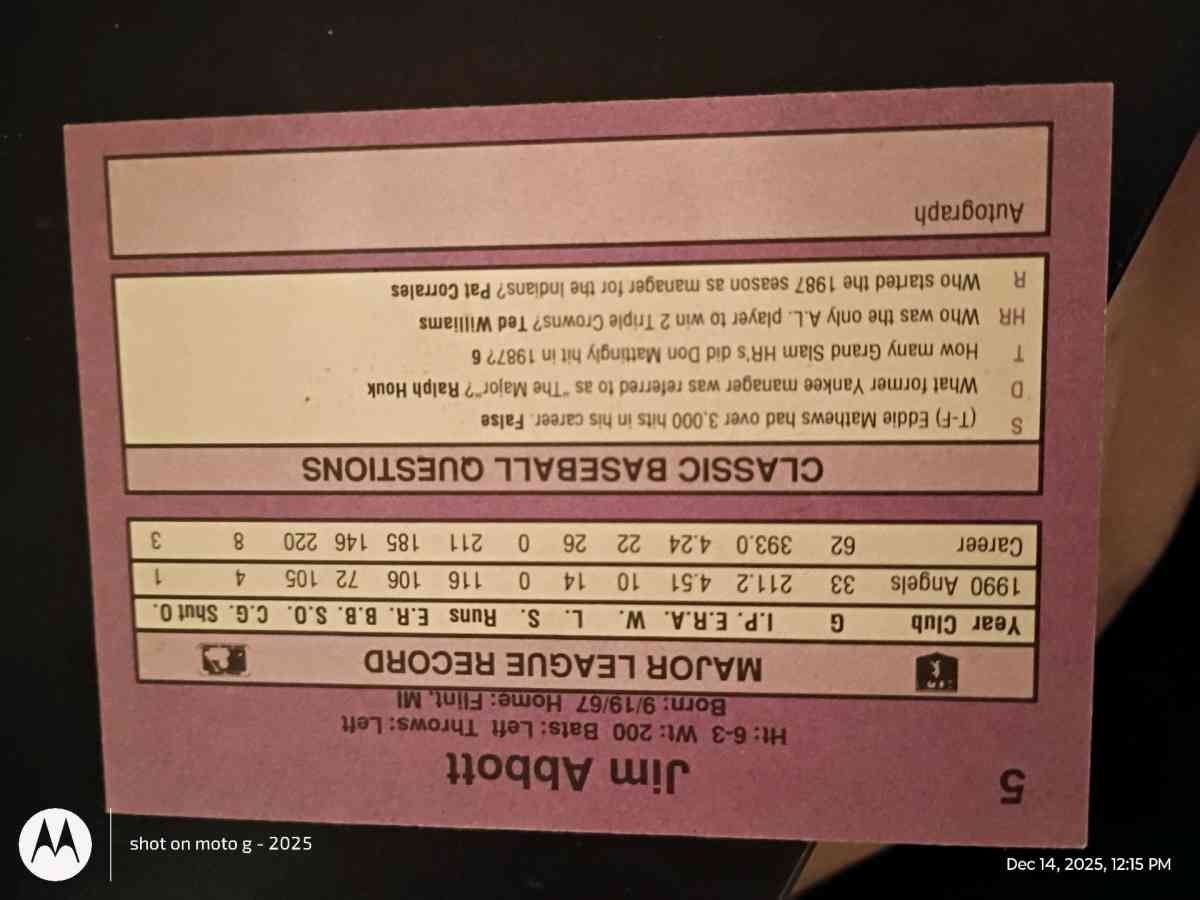 5
Jim Abbott
Ht: 6-3 Wt: 200 Bats: Left Throws: Left
Born: 9/19/67 Home: Flint, MI
MAJOR LEAGUE RECORD
Year Club G I.P. E.R.A. W. L. S. Runs E.R. B.B. S.O. C.G. Shut O.
1990 Angels 33 211.2 4.51 10 14 0 116 106 72 105 4 1
Career 62 393.0 4.24 22 26 0 211 185 146 220 8 3
CLASSIC BASEBALL QUESTIONS
S (T-F) Eddie Mathews had over 3,000 hits in his career. False
D What former Yankee manager was referred to as "The Major"? Ralph Houk
T How many Grand Slam HR's did Don Mattingly hit in 1987? 6
HR Who was the only A.L. player to win 2 Triple Crowns? Ted Williams
R Who started the 1987 season as manager for the Indians? Pat Corrales
Autograph
shot on moto g - 2025
Dec 14, 2025, 12:15 PM